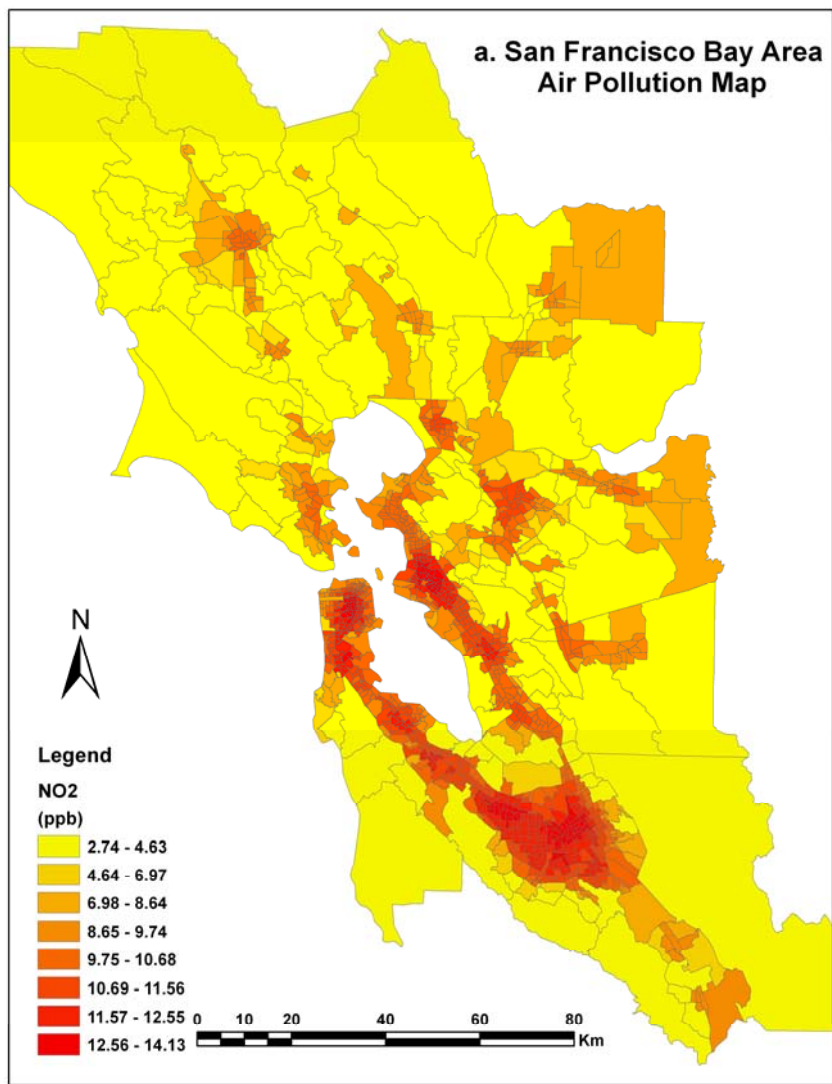 a. San Francisco Bay Area
Air Pollution Map
N
Legend
NO2
(ppb)
2.74 - 4.63
4.64 - 6.97
6.98 - 8.64
8.65 - 9.74
9.75 - 10.68
10.69 - 11.56
11.57 - 12.55
12.56 - 14.13
0 10 20 40 60 80
Km